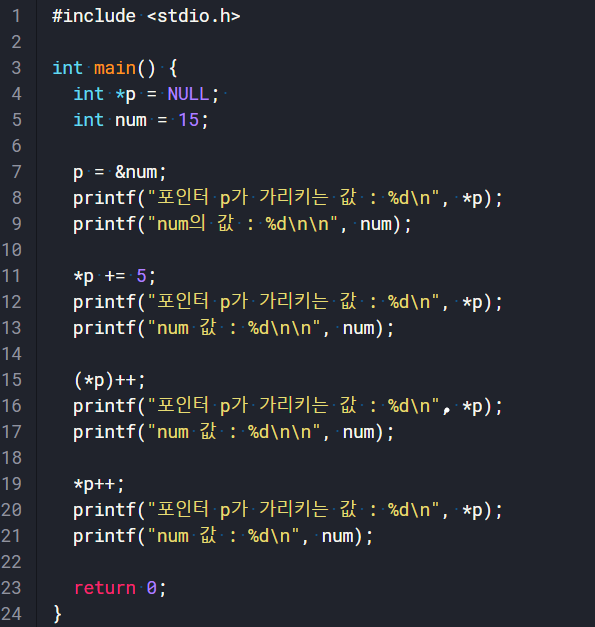 1 #include <stdio.h>
2
3 int main() {
4   int *p = NULL;
5   int num = 15;
6
7   p = &num;
8   printf("포인터 p가 가리키는 값 : %d\n", *p);
9   printf("num의 값 : %d\n\n", num);
10
11   *p += 5;
12   printf("포인터 p가 가리키는 값 : %d\n", *p);
13   printf("num 값 : %d\n\n", num);
14
15   (*p)++;
16   printf("포인터 p가 가리키는 값 : %d\n", *p);
17   printf("num 값 : %d\n\n", num);
18
19   *p++;
20   printf("포인터 p가 가리키는 값 : %d\n", *p);
21   printf("num 값 : %d\n", num);
22
23   return 0;
24 }